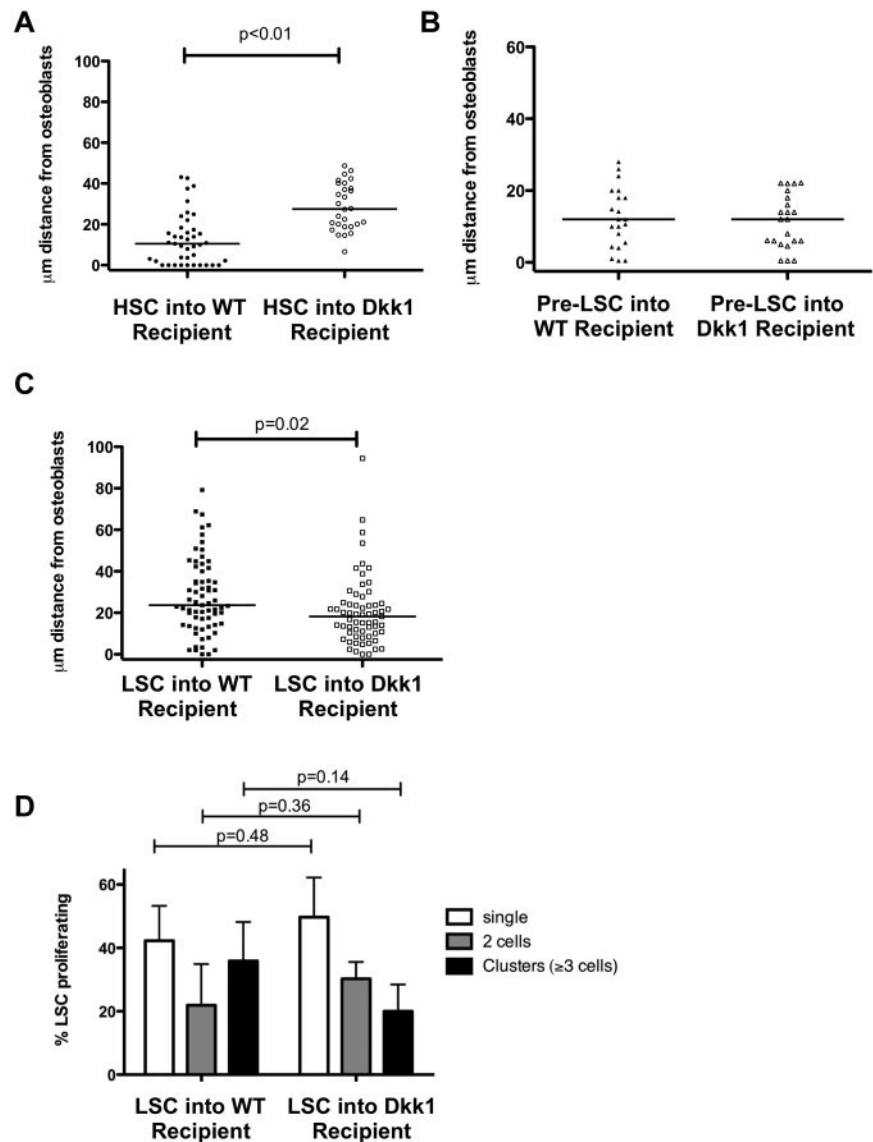 A
p<0.01
μm distance from osteoblasts
100
80
60
40
20
0
HSC into WT
Recipient
HSC into Dkk1
Recipient
B
μm distance from osteoblasts
60
40
20
0
Pre-LSC into
WT Recipient
Pre-LSC into
Dkk1 Recipient
C
p=0.02
μm distance from osteoblasts
100
80
60
40
20
0
LSC into WT
Recipient
LSC into Dkk1
Recipient
D
p=0.14
p=0.36
p=0.48
% LSC proliferating
60
40
20
0
LSC into WT
Recipient
LSC into Dkk1
Recipient
single
2 cells
Clusters (≥3 cells)